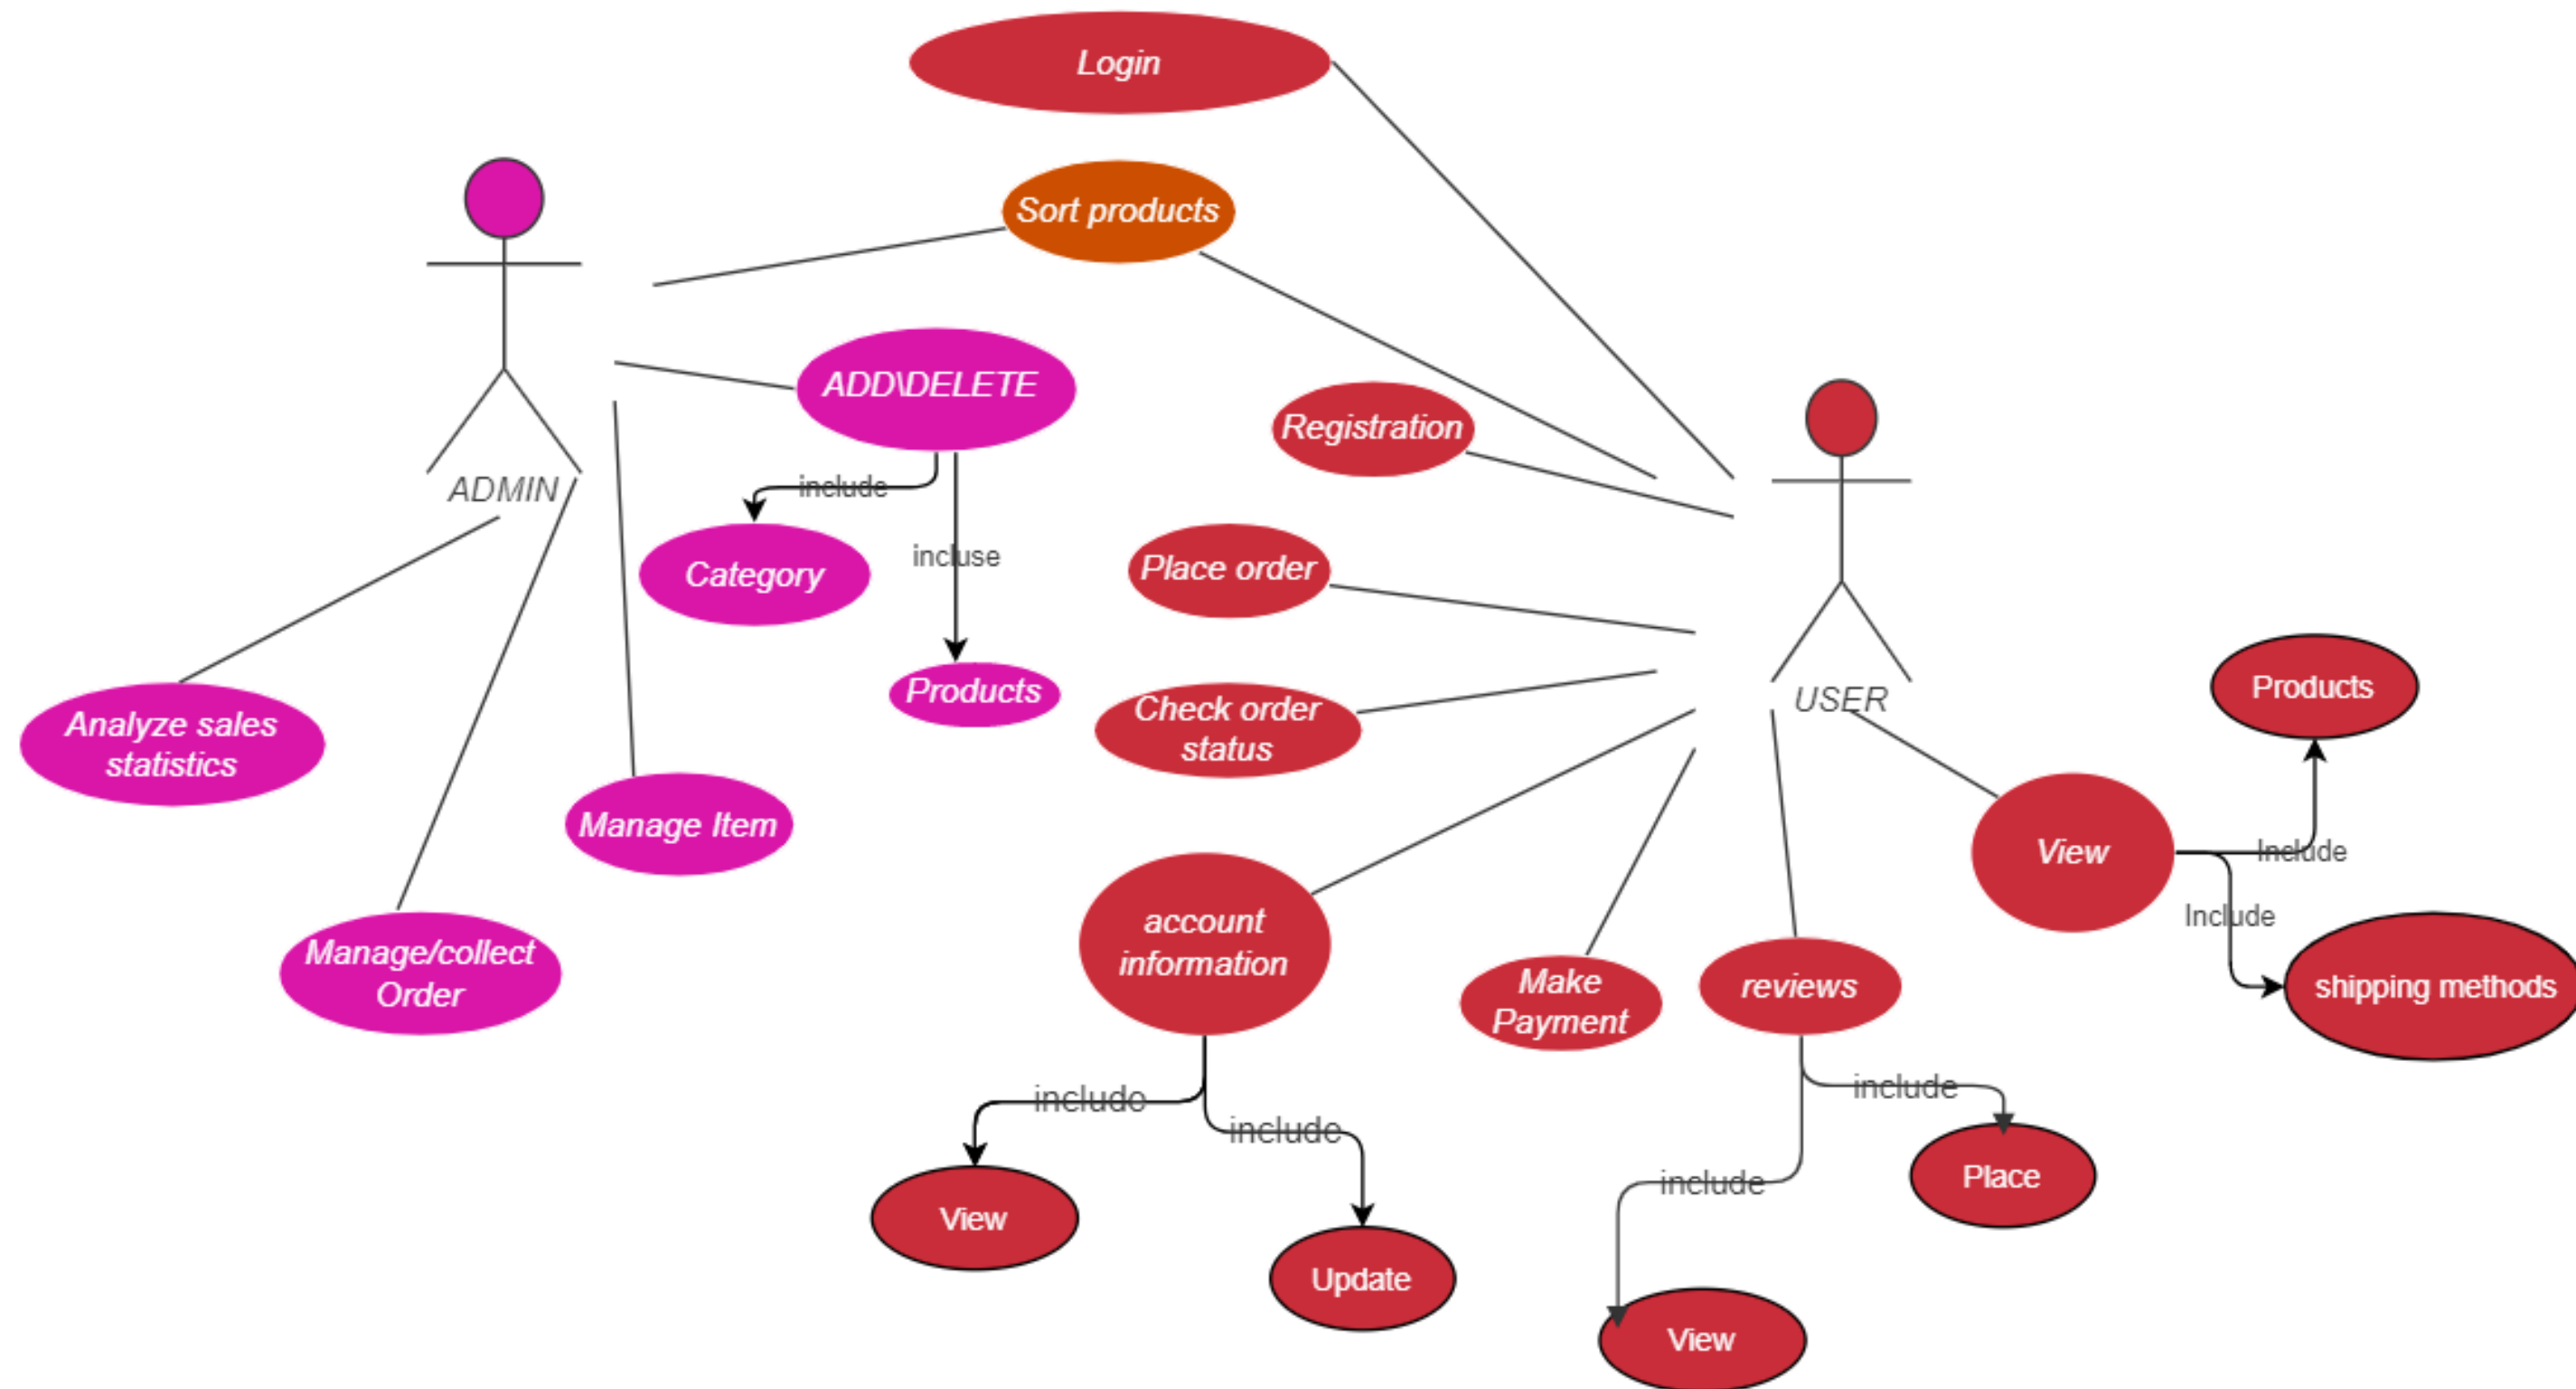 Login
Sort products
ADD\DELETE
Registration
include
ADMIN
incluse
Category
Place order
Products
USER
Products
Analyze sales
statistics
Check order
status
Manage Item
View
Include
Include
account
information
Manage/collect
Order
Make
Payment
reviews
shipping methods
include
include
include
include
View
Update
Place
View